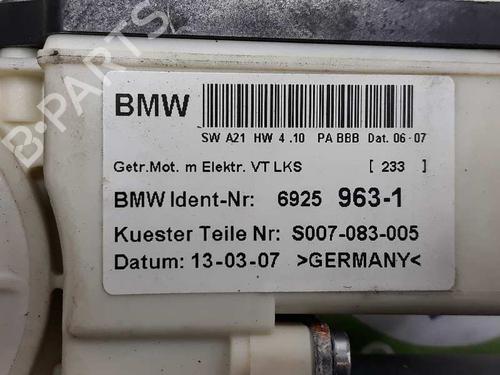 BMW
SW A21 HW 4 .10 PA BBB Dat. 06-07
Getr.Mot. m Elektr. VT LKS [ 233 ]
BMW Ident-Nr: 6925 963-1
Kuester Teile Nr: S007-083-005
Datum: 13-03-07 >GERMANY<
B-PARTS